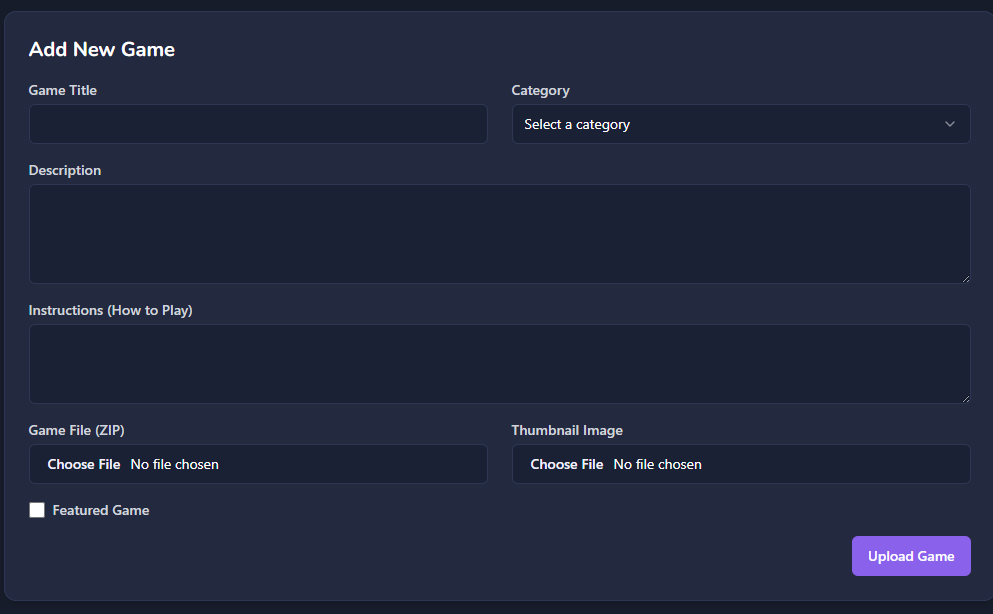 Add New Game
Game Title
Category
Select a category
Description
Instructions (How to Play)
Game File (ZIP)
Thumbnail Image
Choose File No file chosen
Choose File No file chosen
Featured Game
Upload Game